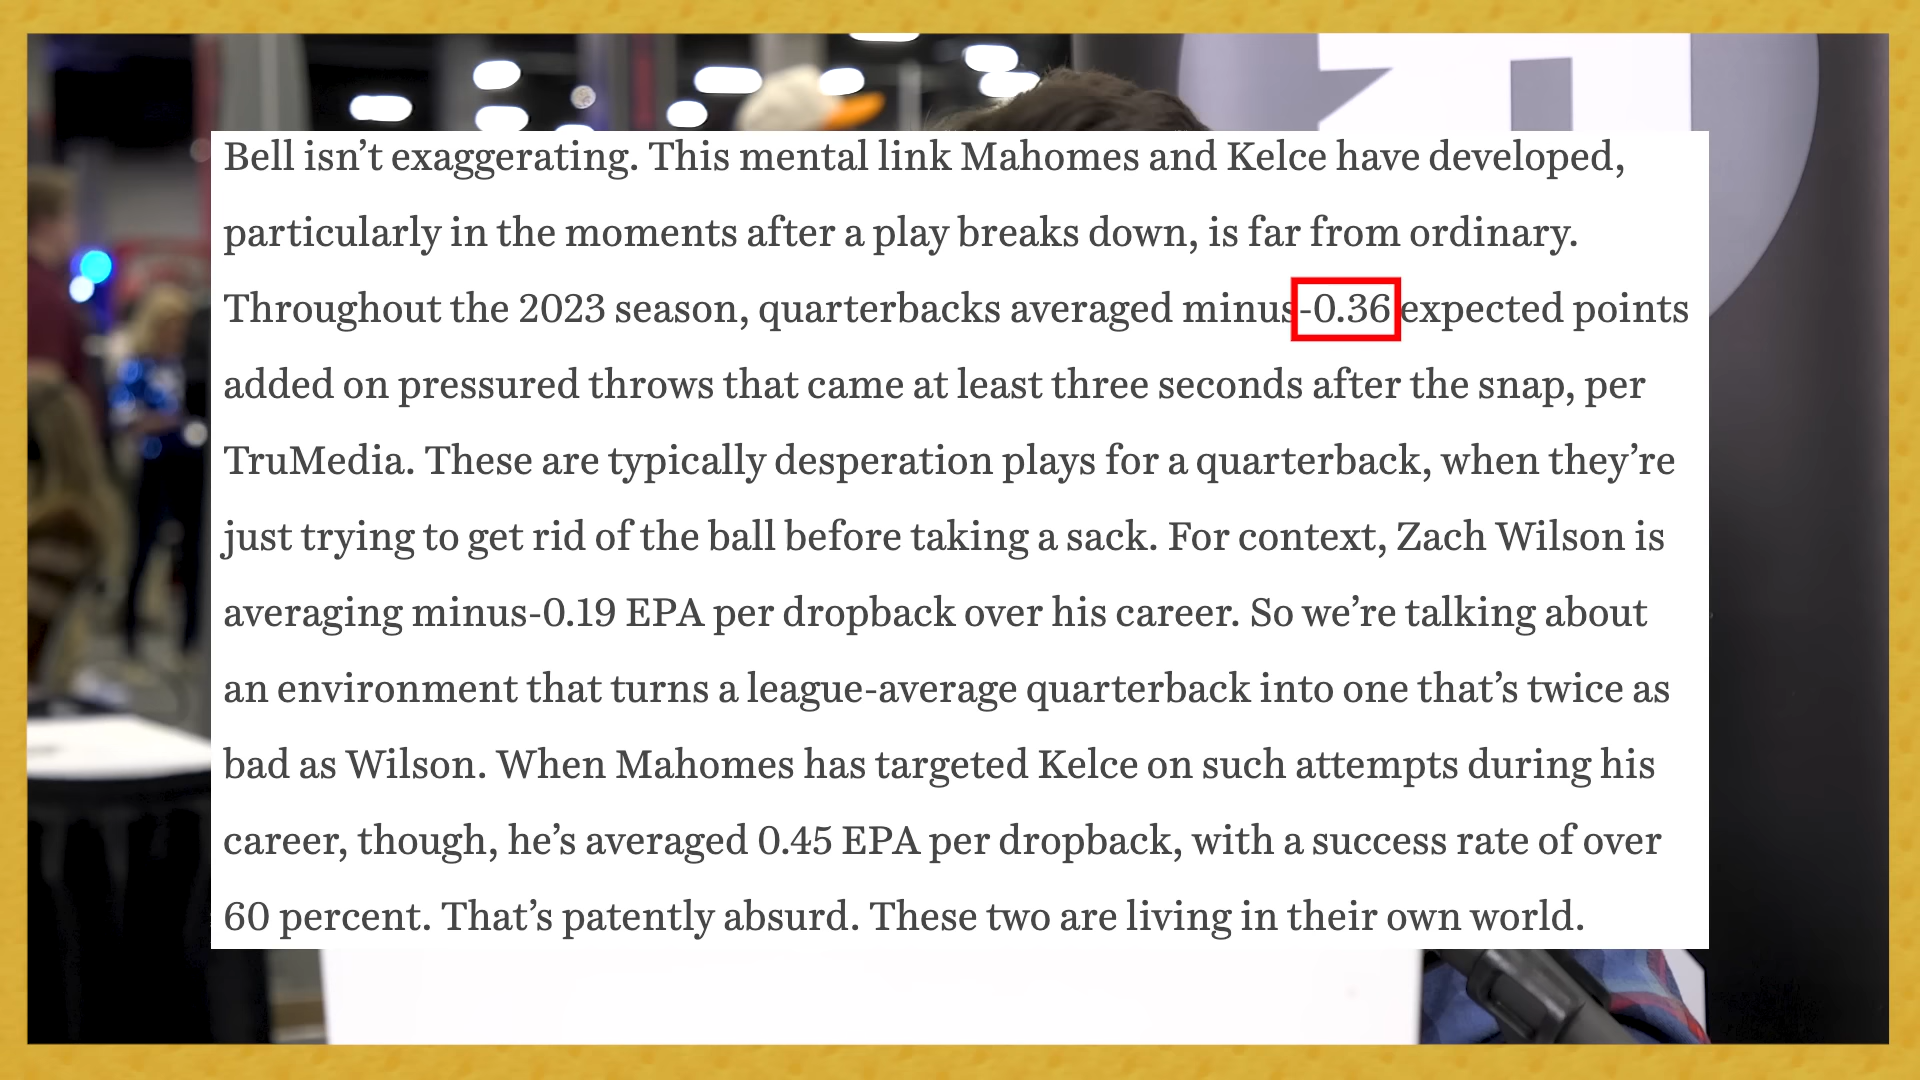 Bell isn’t exaggerating. This mental link Mahomes and Kelce have developed,
particularly in the moments after a play breaks down, is far from ordinary.
Throughout the 2023 season, quarterbacks averaged minus-0.36 expected points
added on pressured throws that came at least three seconds after the snap, per
TruMedia. These are typically desperation plays for a quarterback, when they’re
just trying to get rid of the ball before taking a sack. For context, Zach Wilson is
averaging minus-0.19 EPA per dropback over his career. So we’re talking about
an environment that turns a league-average quarterback into one that’s twice as
bad as Wilson. When Mahomes has targeted Kelce on such attempts during his
career, though, he’s averaged 0.45 EPA per dropback, with a success rate of over
60 percent. That’s patently absurd. These two are living in their own world.